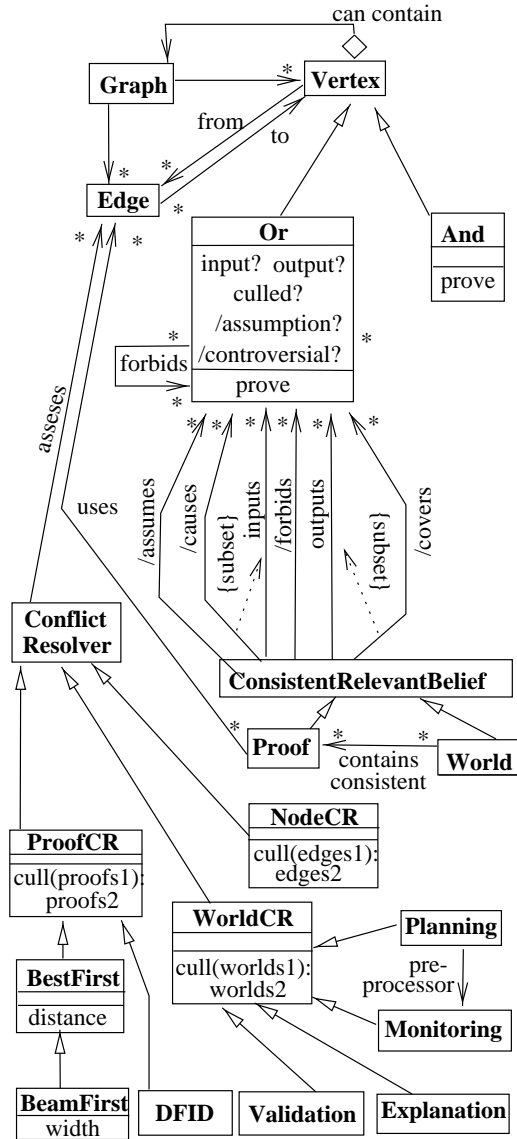 can contain
Graph
*
Vertex
from
to
*
*
*
Edge
*
*
Or
input? output?
culled?
/assumption?
/controversial?
prove
And
prove
*
forbids
*
*
*
*
*
*
*
*
asseses
uses
/assumes
/causes
{subset}
inputs
/forbids
outputs
{subset}
/covers
Conflict
Resolver
ConsistentRelevantBelief
*
Proof
*
*
contains
consistent
World
ProofCR
cull(proofs1):
proofs2
NodeCR
cull(edges1):
edges2
WorldCR
cull(worlds1):
worlds2
Planning
pre-
processor
Monitoring
BestFirst
distance
BeamFirst
width
DFID
Validation
Explanation